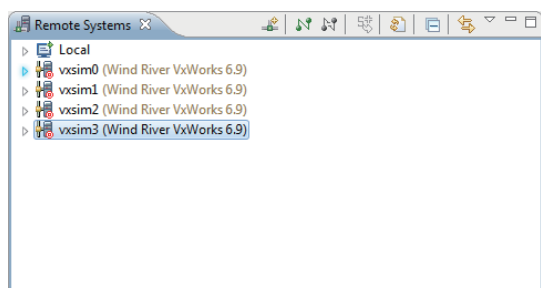 Remote Systems
Local
vxsim0 (Wind River VxWorks 6.9)
vxsim1 (Wind River VxWorks 6.9)
vxsim2 (Wind River VxWorks 6.9)
vxsim3 (Wind River VxWorks 6.9)